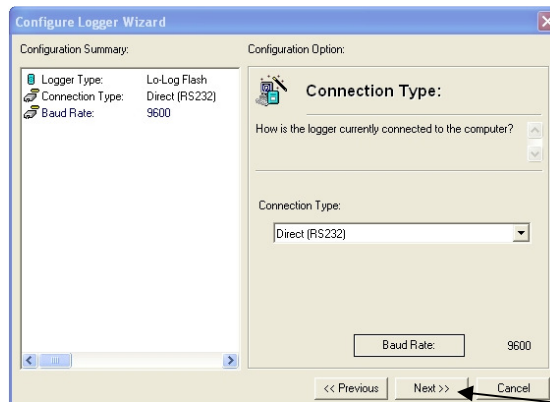 Configure Logger Wizard
Configuration Summary:
Logger Type: Lo-Log Flash
Connection Type: Direct (RS232)
Baud Rate: 9600
Configuration Option:
Connection Type:
How is the logger currently connected to the computer?
Connection Type:
Direct (RS232)
Baud Rate: 9600
<< Previous
Next >>
Cancel